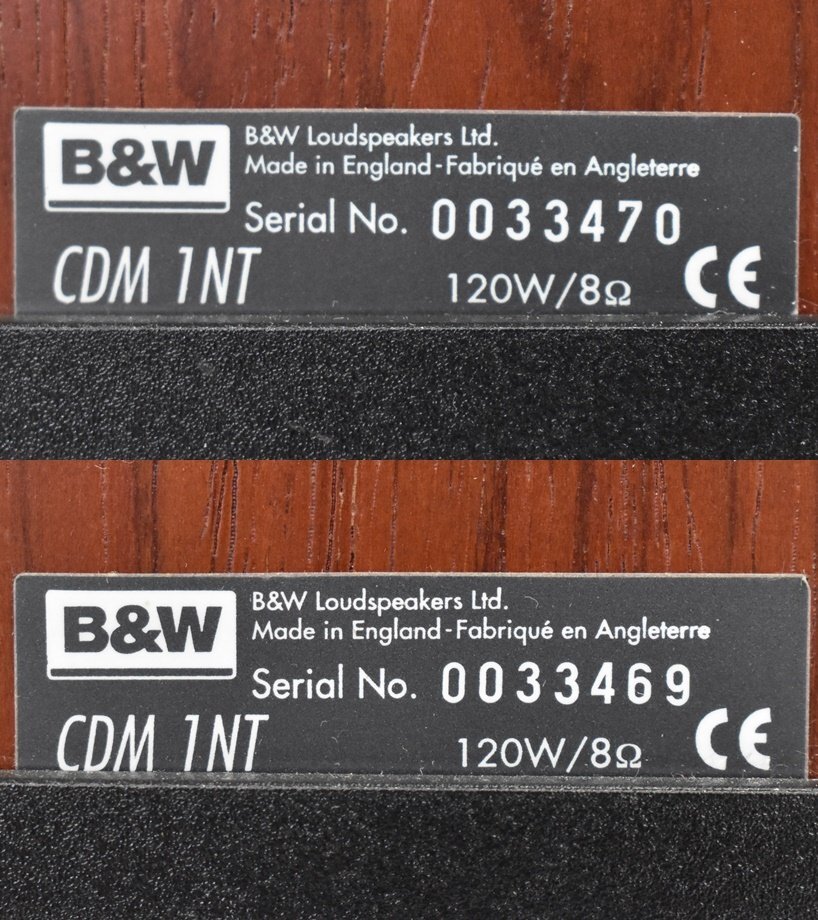 B&W
B&W Loudspeakers Ltd.
Made in England-Fabriqué en Angleterre
Serial No. 0033470
CDM 1NT
120W/8Ω
CE
B&W
B&W Loudspeakers Ltd.
Made in England-Fabriqué en Angleterre
Serial No. 0033469
CDM 1NT
120W/8Ω
CE